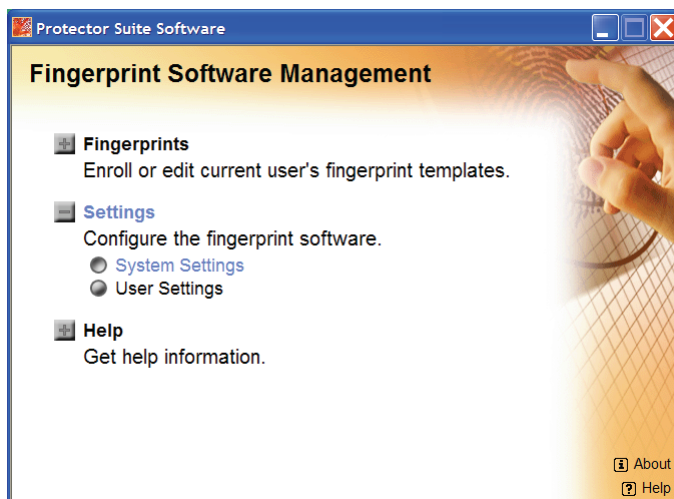 Protector Suite Software
Fingerprint Software Management
Fingerprints
Enroll or edit current user's fingerprint templates.
Settings
Configure the fingerprint software.
System Settings
User Settings
Help
Get help information.
About
Help